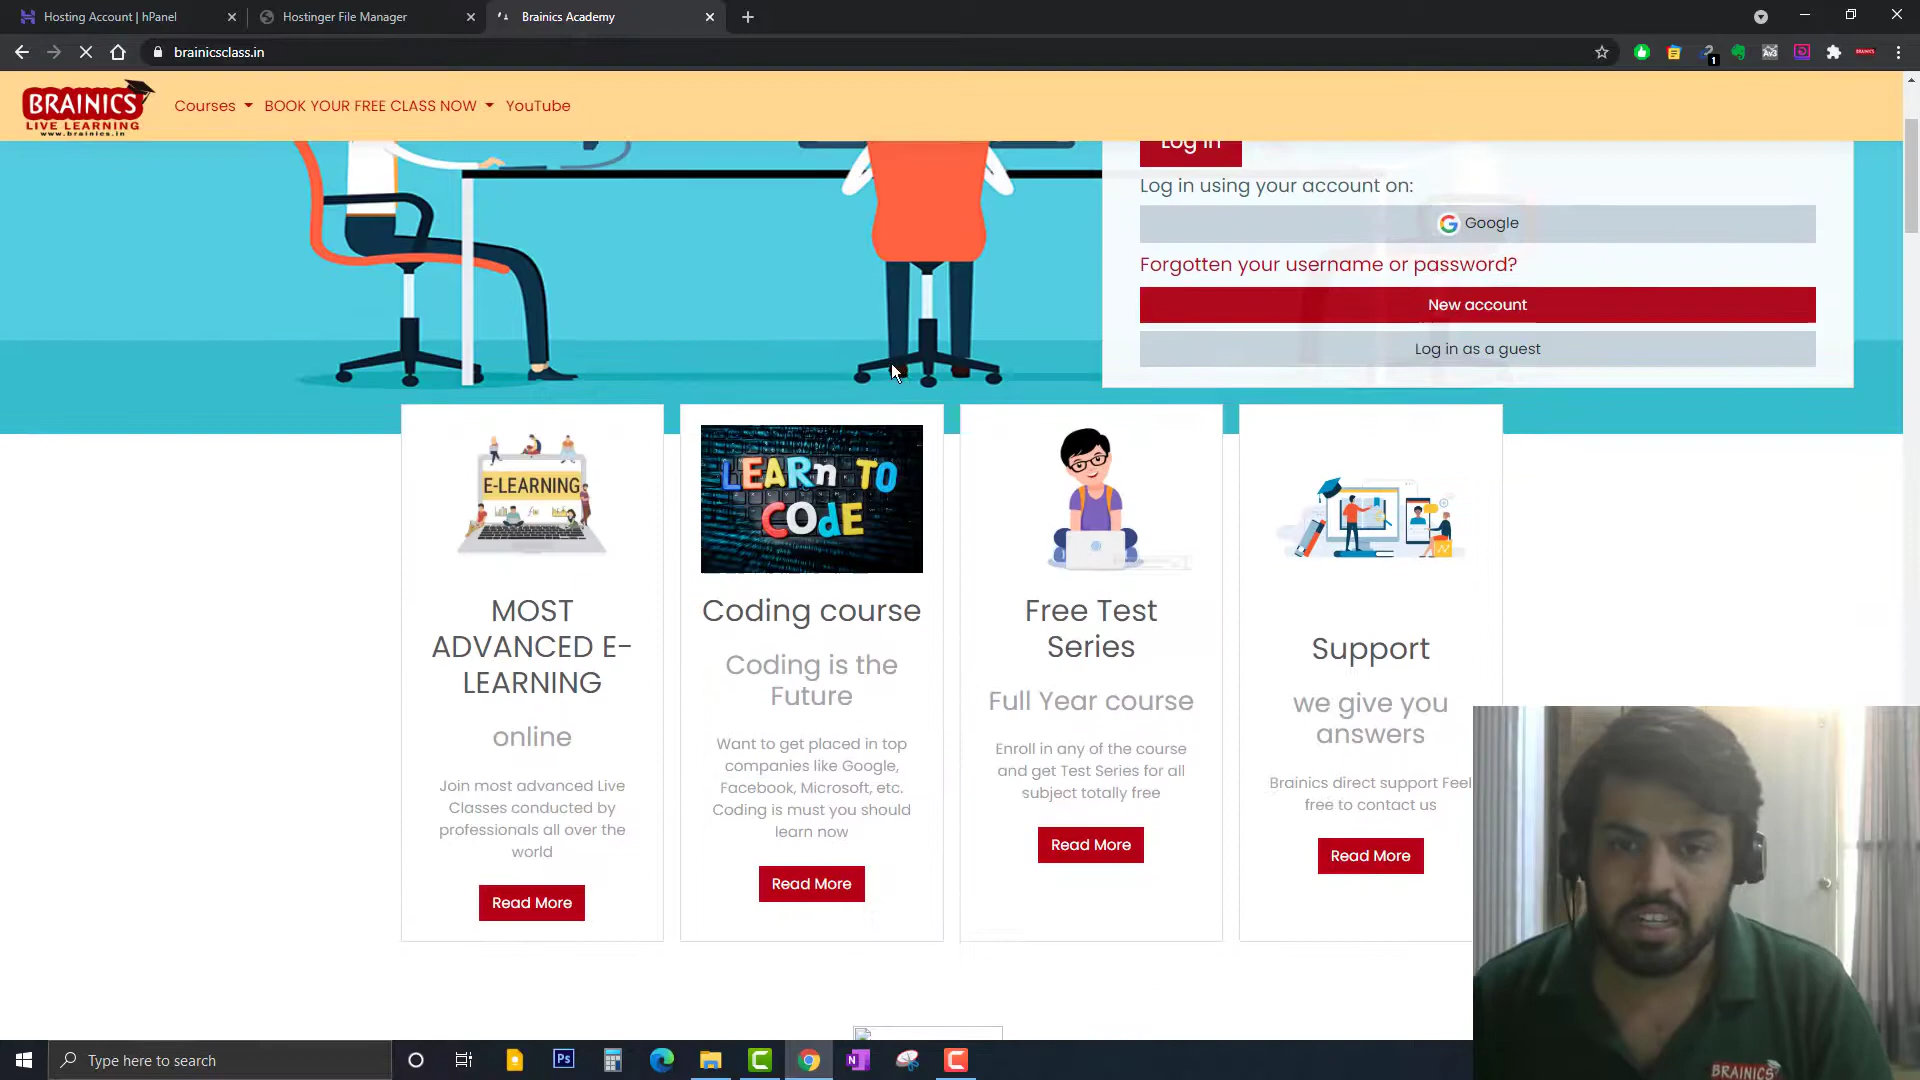 Hosting Account | hPanel
Hostinger File Manager
Brainics Academy
brainicsclass.in
1
BRAINICS
LIVE LEARNING
www.brainics.in
Courses
BOOK YOUR FREE CLASS NOW
YouTube
Log in
Log in using your account on:
Google
Forgotten your username or password?
New account
Log in as a guest
E-LEARNING
LEARn TO
COdE
MOST
ADVANCED E-
LEARNING
online
Join most advanced Live
Classes conducted by
professionals all over the
world
Read More
Coding course
Coding is the
Future
Want to get placed in top
companies like Google,
Facebook, Microsoft, etc.
Coding is must you should
learn now
Read More
Free Test
Series
Full Year course
Enroll in any of the course
and get Test Series for all
subject totally free
Read More
Support
we give you
answers
Brainics direct support Feel
free to contact us
Read More
BRAINICS
Type here to search
Ps
N